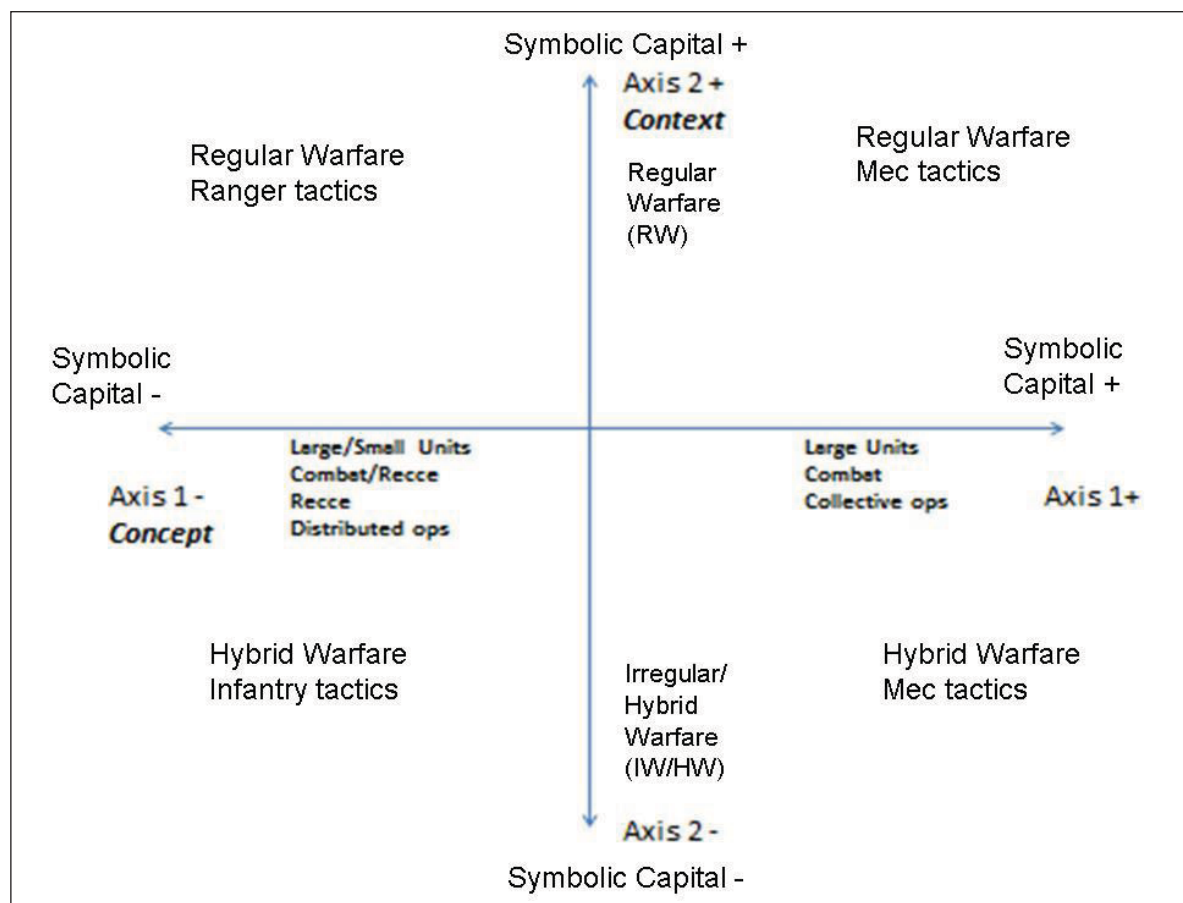 Symbolic Capital +
Axis 2 +
Context
Regular Warfare
Ranger tactics
Regular
Warfare
(RW)
Regular Warfare
Mec tactics
Symbolic
Capital -
Symbolic
Capital +
Large/Small Units
Combat/Recce
Recce
Distributed ops
Large Units
Combat
Collective ops
Axis 1 -
Concept
Axis 1+
Hybrid Warfare
Infantry tactics
Irregular/
Hybrid
Warfare
(IW/HW)
Hybrid Warfare
Mec tactics
Axis 2 -
Symbolic Capital -